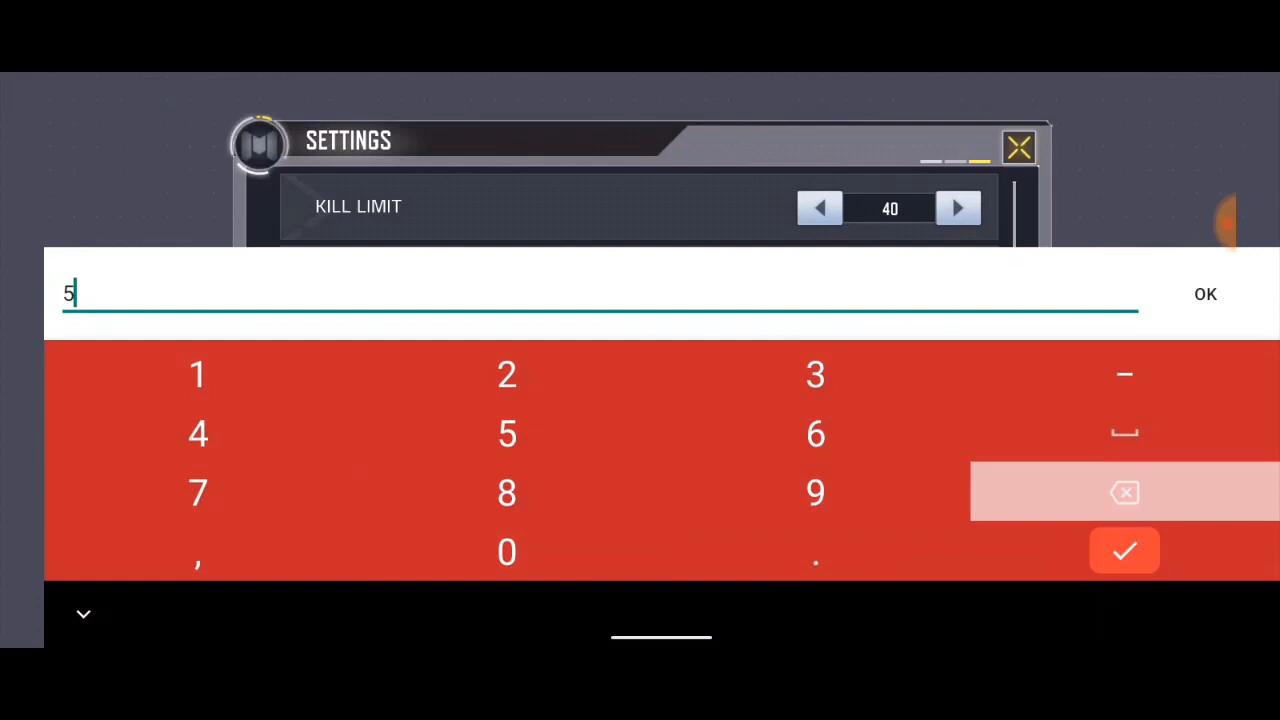 SETTINGS
KILL LIMIT 40
5 OK
1 2 3 –
4 5 6
7 8 9
, 0 .